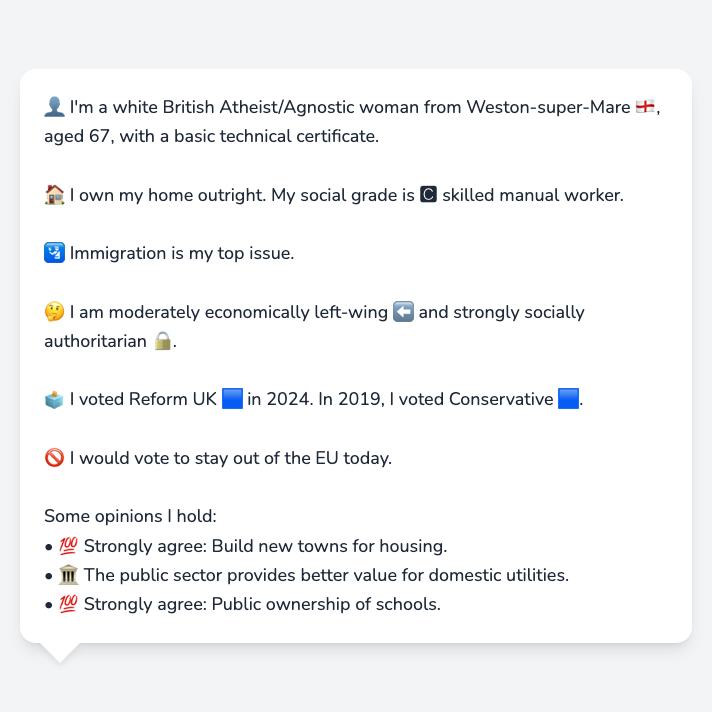 👤 I'm a white British Atheist/Agnostic woman from Weston-super-Mare 🏴󠁧󠁢󠁥󠁮󠁧󠁿,
aged 67, with a basic technical certificate.
🏠 I own my home outright. My social grade is 🅲 skilled manual worker.
🛂 Immigration is my top issue.
🤔 I am moderately economically left-wing ⬅️ and strongly socially
authoritarian 🔒.
🗳️ I voted Reform UK 🟦 in 2024. In 2019, I voted Conservative 🟦.
🚫 I would vote to stay out of the EU today.
Some opinions I hold:
• 💯 Strongly agree: Build new towns for housing.
• 🏛️ The public sector provides better value for domestic utilities.
• 💯 Strongly agree: Public ownership of schools.